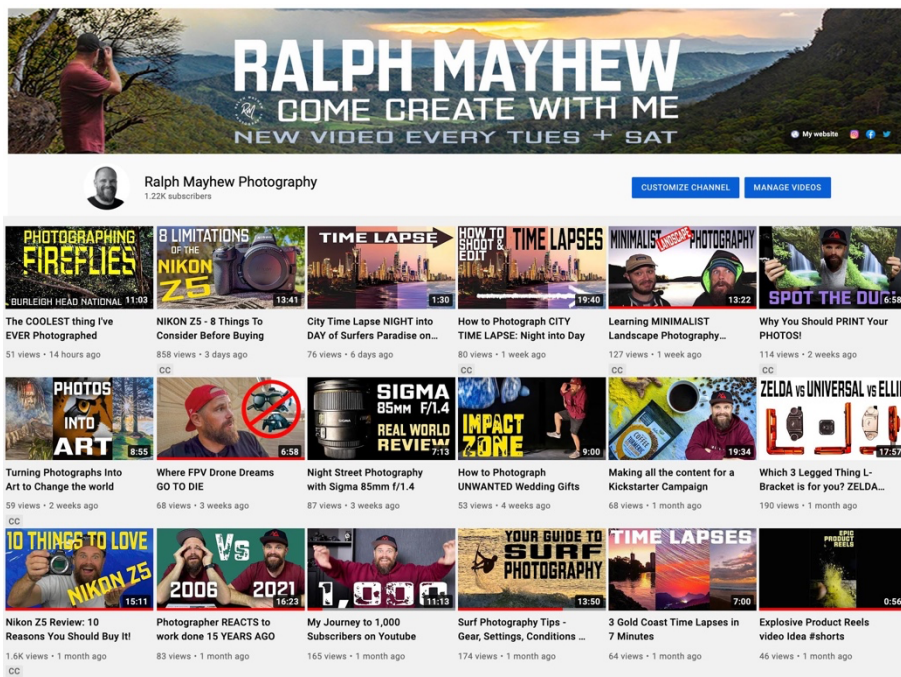 RALPH MAYHEW
COME CREATE WITH ME
NEW VIDEO EVERY TUES + SAT
My website
Ralph Mayhew Photography
1.22K subscribers
CUSTOMIZE CHANNEL
MANAGE VIDEOS
PHOTOGRAPHING
FIREFLIES
BURLEIGH HEAD NATIONAL
11:03
The COOLEST thing I've
EVER Photographed
51 views • 14 hours ago
8 LIMITATIONS
OF THE
NIKON
Z5
13:41
NIKON Z5 - 8 Things To
Consider Before Buying
858 views • 3 days ago
CC
TIME LAPSE
1:30
City Time Lapse NIGHT into
DAY of Surfers Paradise on...
76 views • 6 days ago
HOW TO
SHOOT &
EDIT
TIME LAPSES
19:40
How to Photograph CITY
TIME LAPSE: Night into Day
80 views • 1 week ago
CC
MINIMALIST LANDSCAPE PHOTOGRAPHY
13:22
Learning MINIMALIST
Landscape Photography...
127 views • 1 week ago
CC
SPOT THE
6:58
Why You Should PRINT Your
PHOTOS!
114 views • 2 weeks ago
CC
PHOTOS
INTO
ART
8:55
Turning Photographs Into
Art to Change the world
59 views • 2 weeks ago
CC
6:58
Where FPV Drone Dreams
GO TO DIE
68 views • 3 weeks ago
SIGMA
85MM F/1.4
REAL WORLD
REVIEW
7:13
Night Street Photography
with Sigma 85mm f/1.4
87 views • 3 weeks ago
IMPACT
ZONE
9:00
How to Photograph
UNWANTED Wedding Gifts
53 views • 4 weeks ago
19:34
Making all the content for a
Kickstarter Campaign
68 views • 1 month ago
ZELDA VS UNIVERSAL VS ELLI
17:57
Which 3 Legged Thing L-
Bracket is for you? ZELDA...
190 views • 1 month ago
10 THINGS TO LOVE
NIKON Z5
15:11
Nikon Z5 Review: 10
Reasons You Should Buy It!
1.6K views • 1 month ago
CC
VS
2006
2021
16:23
Photographer REACTS to
work done 15 YEARS AGO
83 views • 1 month ago
1,000
11:13
My Journey to 1,000
Subscribers on Youtube
165 views • 1 month ago
YOUR GUIDE TO
SURF
PHOTOGRAPHY
13:50
Surf Photography Tips -
Gear, Settings, Conditions ...
174 views • 1 month ago
TIME LAPSES
7:00
3 Gold Coast Time Lapses in
7 Minutes
64 views • 1 month ago
EPIC
PRODUCT
REELS
0:56
Explosive Product Reels
video Idea #shorts
46 views • 1 month ago